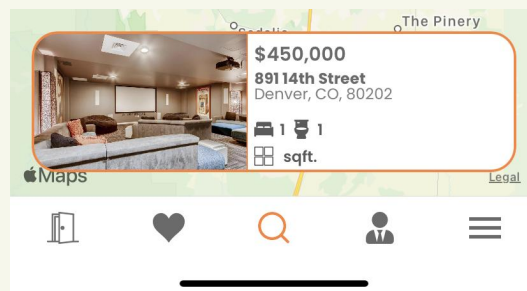 The Pinery
Sedalia
$450,000
891 14th Street
Denver, CO, 80202
1 1
sqft.
Maps
Legal